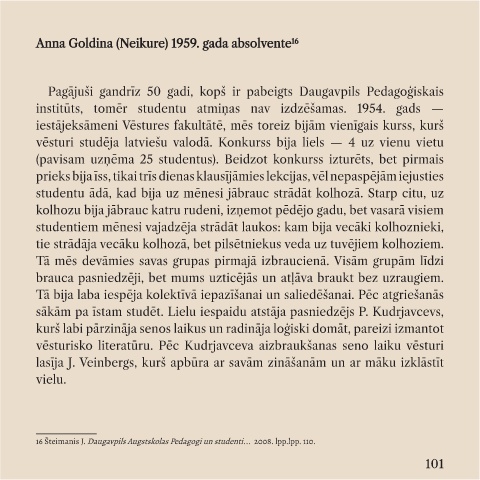 Anna Goldina (Neikure) 1959. gada absolvente¹⁶
Pagājuši gandrīz 50 gadi, kopš ir pabeigts Daugavpils Pedagoģiskais
institūts, tomēr studentu atmiņas nav izdzēšamas. 1954. gads —
iestājeksāmeni Vēstures fakultātē, mēs toreiz bijām vienīgais kurss, kurš
vēsturi studēja latviešu valodā. Konkurss bija liels — 4 uz vienu vietu
(pavisam uzņēma 25 studentus). Beidzot konkurss izturēts, bet pirmais
prieks bija īss, tikai trīs dienas klausījāmies lekcijas, vēl nepaspējām iejusties
studentu ādā, kad bija uz mēnesi jābrauc strādāt kolhozā. Starp citu, uz
kolhozu bija jābrauc katru rudeni, izņemot pēdējo gadu, bet vasarā visiem
studentiem mēnesi vajadzēja strādāt laukos: kam bija vecāki kolhoznieki,
tie strādāja vecāku kolhozā, bet pilsētniekus veda uz tuvējiem kolhoziem.
Tā mēs devāmies savas grupas pirmajā izbraucienā. Visām grupām līdzi
brauca pasniedzēji, bet mums uzticējās un atļāva braukt bez uzraugiem.
Tā bija laba iespēja kolektīvā iepazīšanai un saliedēšanai. Pēc atgriešanās
sākām pa īstam studēt. Lielu iespaidu atstāja pasniedzējs P. Kudrjavcevs,
kurš labi pārzināja senos laikus un radināja loģiski domāt, pareizi izmantot
vēsturisko literatūru. Pēc Kudrjavceva aizbraukšanas seno laiku vēsturi
lasīja J. Veinbergs, kurš apbūra ar savām zināšanām un ar māku izklāstīt
vielu.
16 Šteimanis J. Daugavpils Augstskolas Pedagogi un studenti… 2008. lpp.lpp. 110.
101